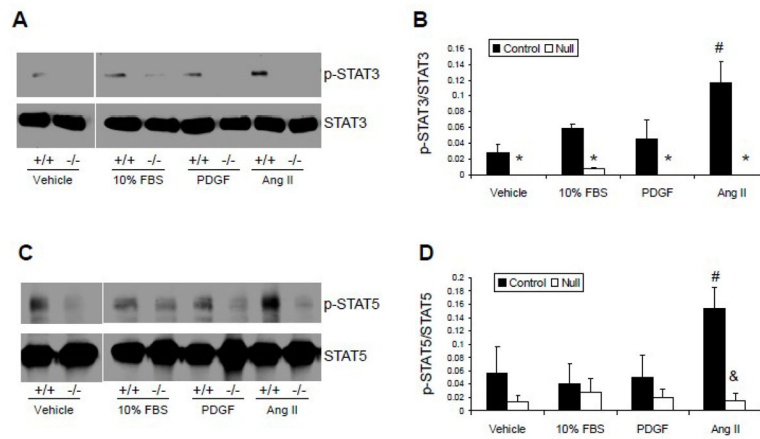 A
p-STAT3
STAT3
+/+ -/- +/+ -/- +/+ -/- +/+ -/-
Vehicle 10% FBS PDGF Ang II
B
Control Null
p-STAT3/STAT3
0.16
0.14
0.12
0.1
0.08
0.06
0.04
0.02
0
#
* * * *
Vehicle 10% FBS PDGF Ang II
C
p-STAT5
STAT5
+/+ -/- +/+ -/- +/+ -/- +/+ -/-
Vehicle 10% FBS PDGF Ang II
D
Control Null
p-STAT5/STAT5
0.2
0.18
0.16
0.14
0.12
0.1
0.08
0.06
0.04
0.02
0
#
&
Vehicle 10% FBS PDGF Ang II